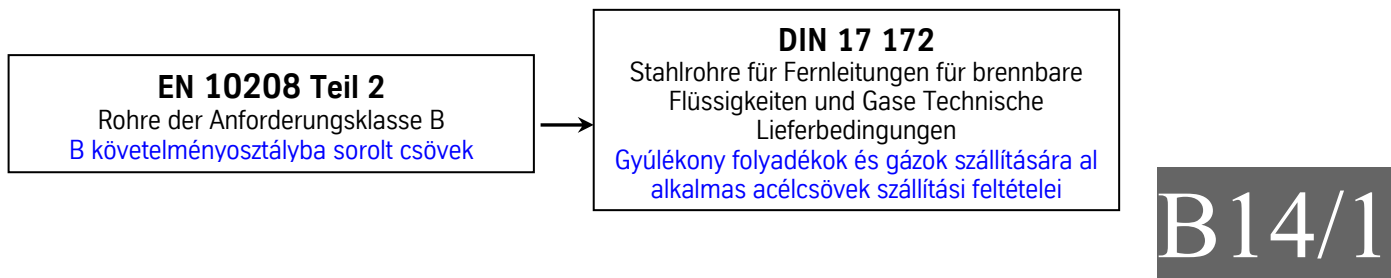 EN 10208 Teil 2
Rohre der Anforderungsklasse B
B követelményosztályba sorolt csövek
DIN 17 172
Stahlrohre für Fernleitungen für brennbare
Flüssigkeiten und Gase Technische
Lieferbedingungen
Gyúlékony folyadékok és gázok szállítására al
alkalmas acélcsövek szállítási feltételei
B14/1